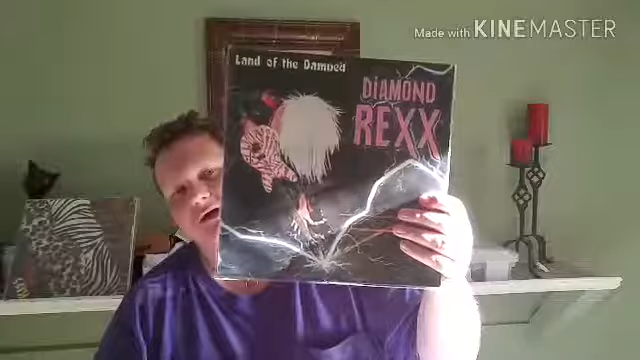 Made with KINEMASTER
Land of the Damned
DIAMOND
REXX